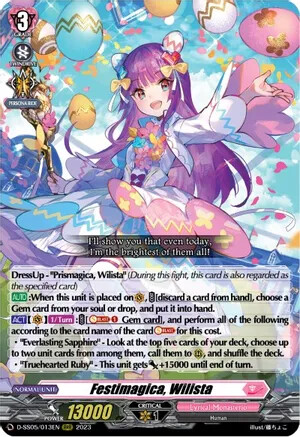 3
GRADE
TWINDRIVE
PERSONA RIDE
I'll show you that even today,
I'm the brightest of them all!
DressUp - "Prismagica, Wilista" (During this fight, this card is also regarded as
the specified card)
AUTO:When this unit is placed on , [discard a card from hand], choose a
Gem card from your soul or drop, and put it into hand.
ACT 1/Turn: 1 Gem card], and perform all of the following
according to the card name of the card for this cost.
• "Everlasting Sapphire" - Look at the top five cards of your deck, choose up
to two unit cards from among them, call them to , and shuffle the deck.
• "Truehearted Ruby" - This unit gets +15000 until end of turn.
NORMAL UNIT
Festimagica, Wilista
POWER 13000
CRITICAL
1
Lyrical Monasterio
Human
D-SS05/013EN RRR 2023
illust/